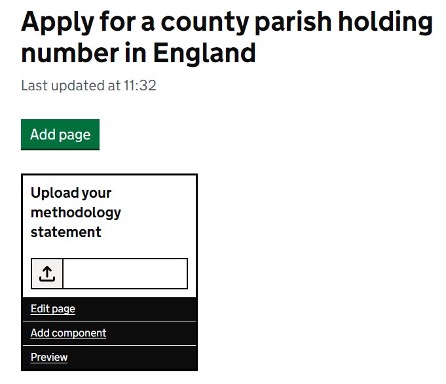 Apply for a county parish holding
number in England
Last updated at 11:32
Add page
Upload your
methodology
statement
Edit page
Add component
Preview